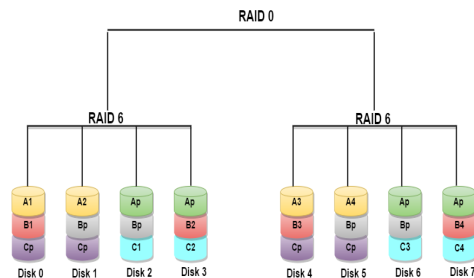 RAID 0
RAID 6 RAID 6
A1 A2 Ap Ap A3 A4 Ap Ap
B1 Bp Bp B2 B3 Bp Bp B4
Cp Cp C1 C2 Cp Cp C3 C4
Disk 0 Disk 1 Disk 2 Disk 3 Disk 4 Disk 5 Disk 6 Disk 7